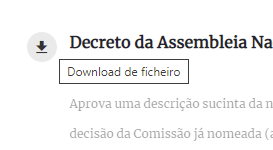 Decreto da Assembleia Na
Download de ficheiro
Aprova uma descrição sucinta da n
decisão da Comissão já nomeada (a